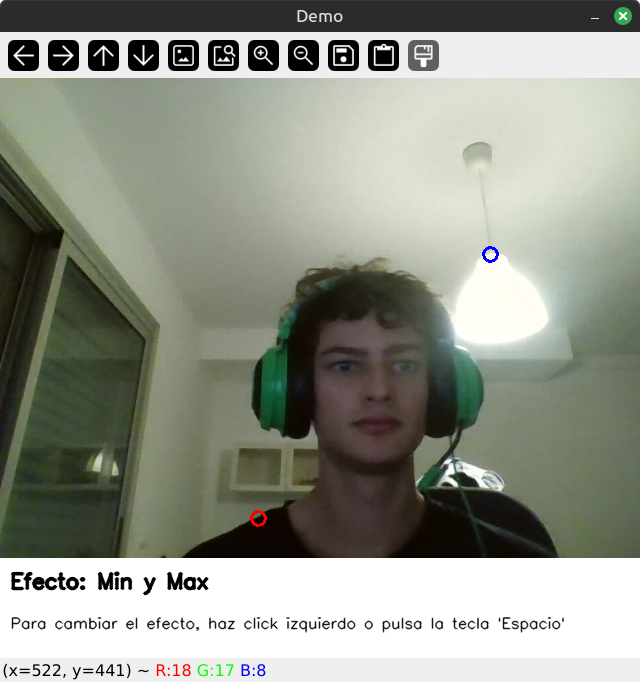 Demo
Efecto: Min y Max
Para cambiar el efecto, haz click izquierdo o pulsa la tecla 'Espacio'
(x=522, y=441) ~ R:18 G:17 B:8